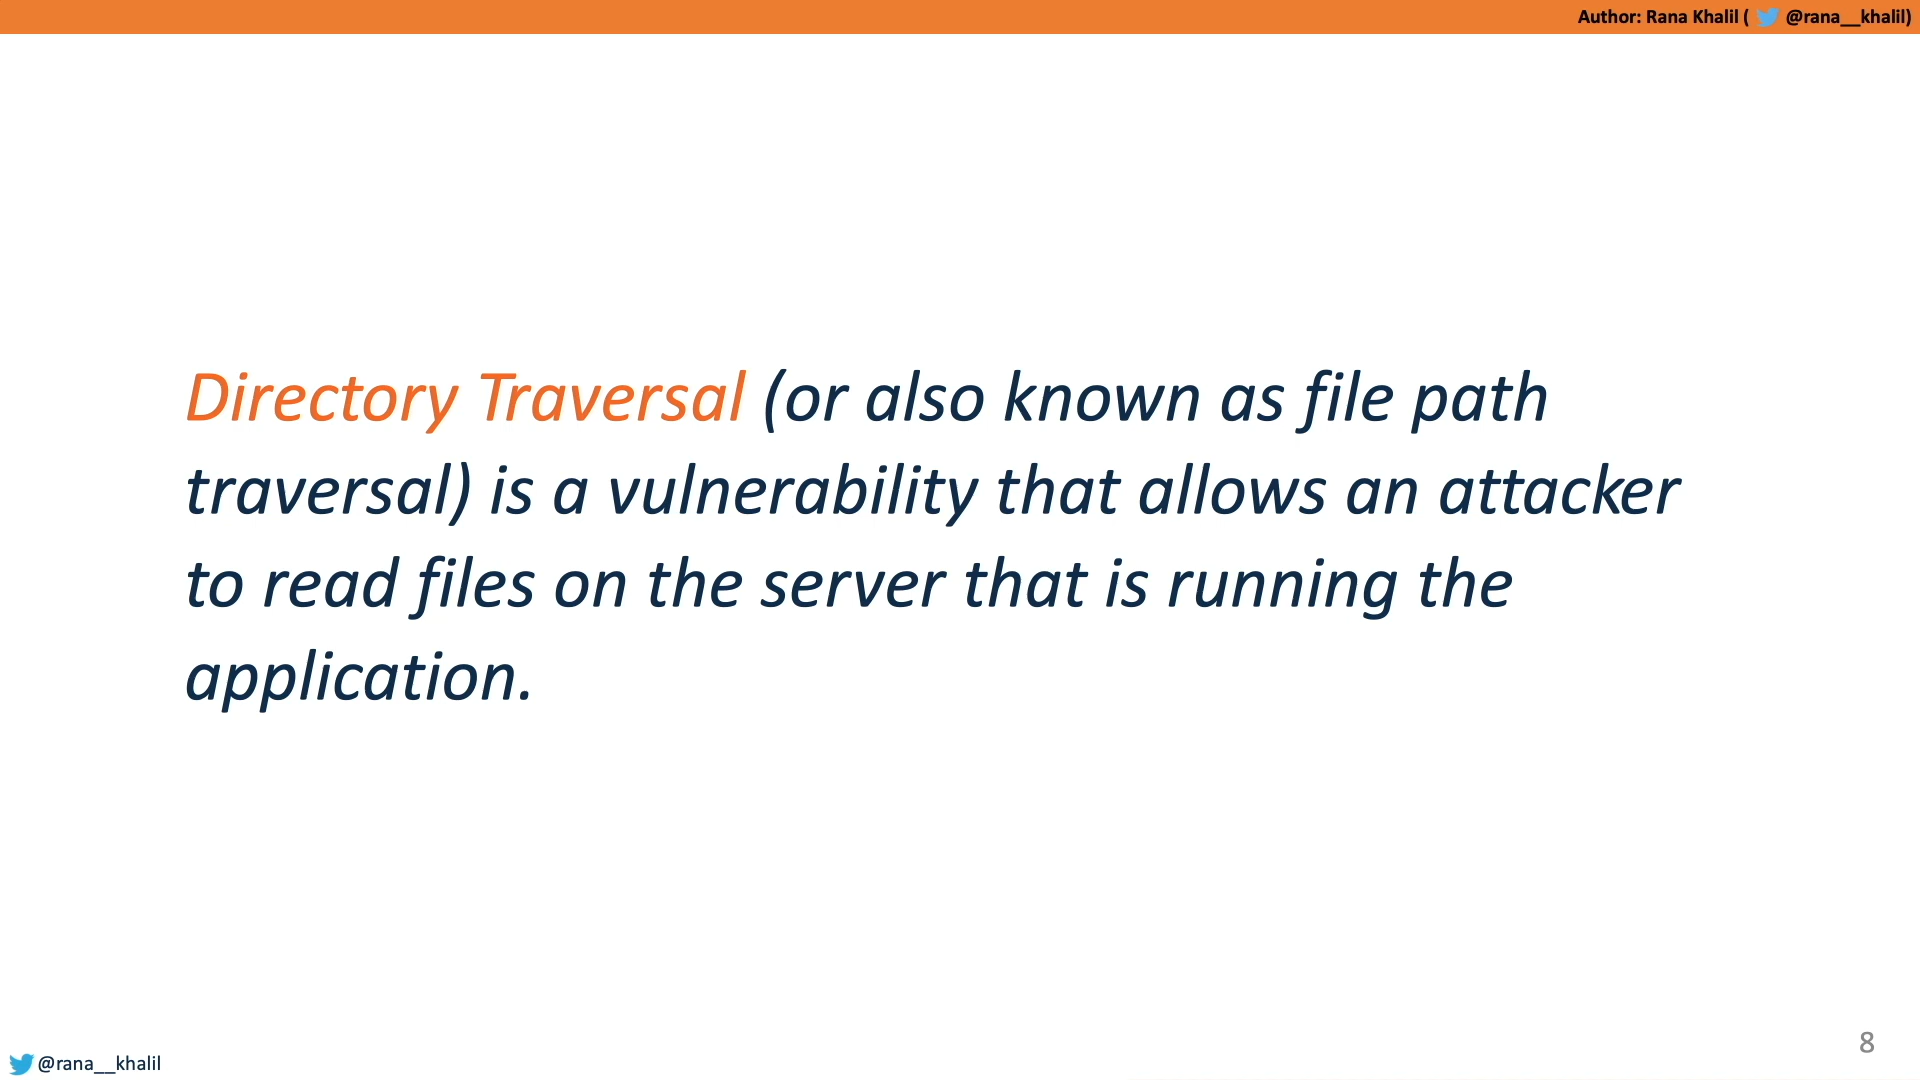 Author: Rana Khalil ( @rana__khalil)
Directory Traversal (or also known as file path
traversal) is a vulnerability that allows an attacker
to read files on the server that is running the
application.
8
@rana__khalil